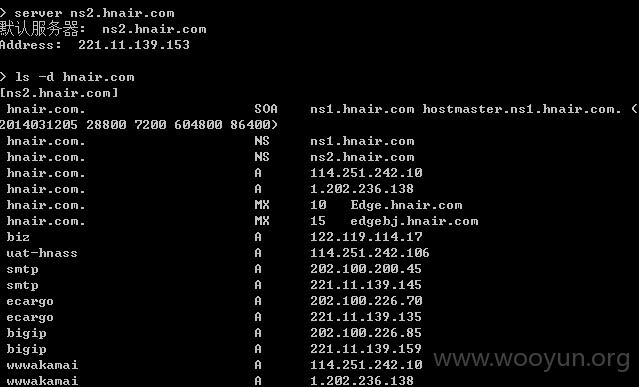 > server ns2.hnair.com
默认服务器:  ns2.hnair.com
Address:  221.11.139.153
> ls -d hnair.com
[ns2.hnair.com]
hnair.com. SOA ns1.hnair.com hostmaster.ns1.hnair.com. (
2014031205 28800 7200 604800 86400)
hnair.com. NS ns1.hnair.com
hnair.com. NS ns2.hnair.com
hnair.com. A 114.251.242.10
hnair.com. A 1.202.236.138
hnair.com. MX 10 Edge.hnair.com
hnair.com. MX 15 edgebj.hnair.com
biz A 122.119.114.17
uat-hnass A 114.251.242.106
smtp A 202.100.200.45
smtp A 221.11.139.145
ecargo A 202.100.226.70
ecargo A 221.11.139.135
bigip A 202.100.226.85
bigip A 221.11.139.159
wwwakamai A 114.251.242.10
wwwakamai A 1.202.236.138
www.wooyun.org